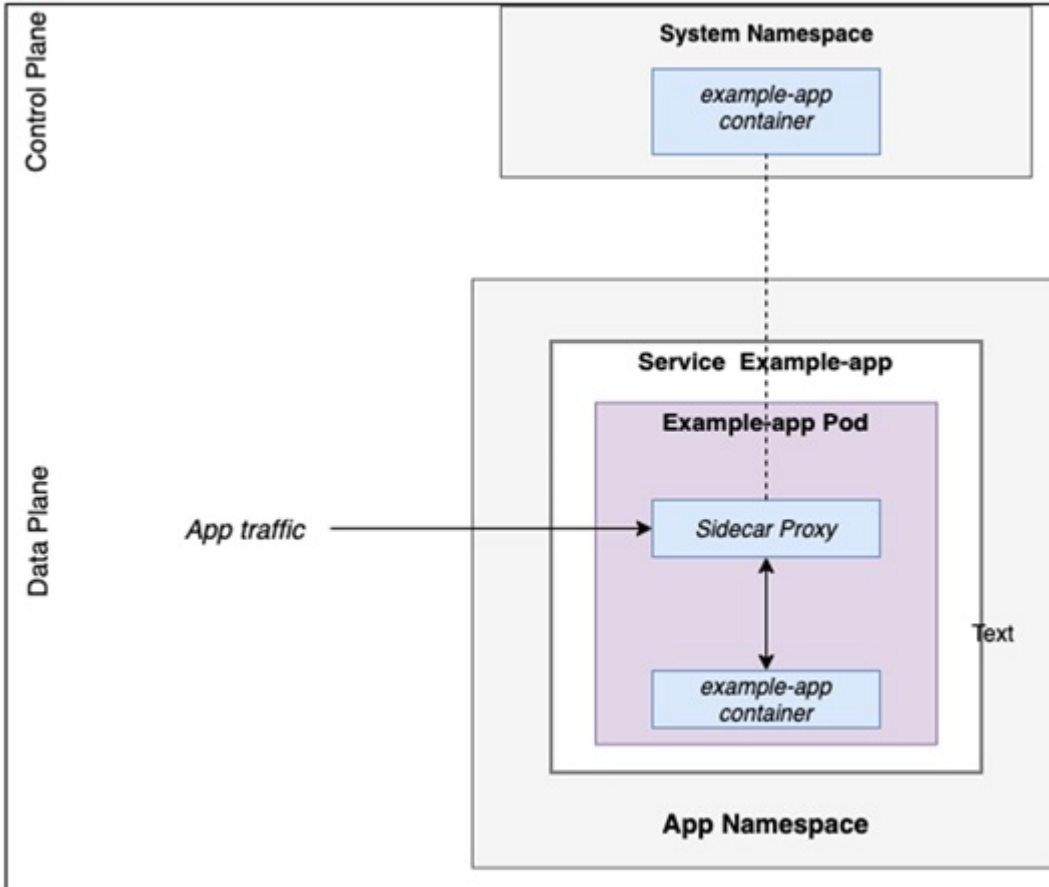 Control Plane
System Namespace
example-app
container
Service Example-app
Example-app Pod
Data Plane
App traffic
Sidecar Proxy
Text
example-app
container
App Namespace